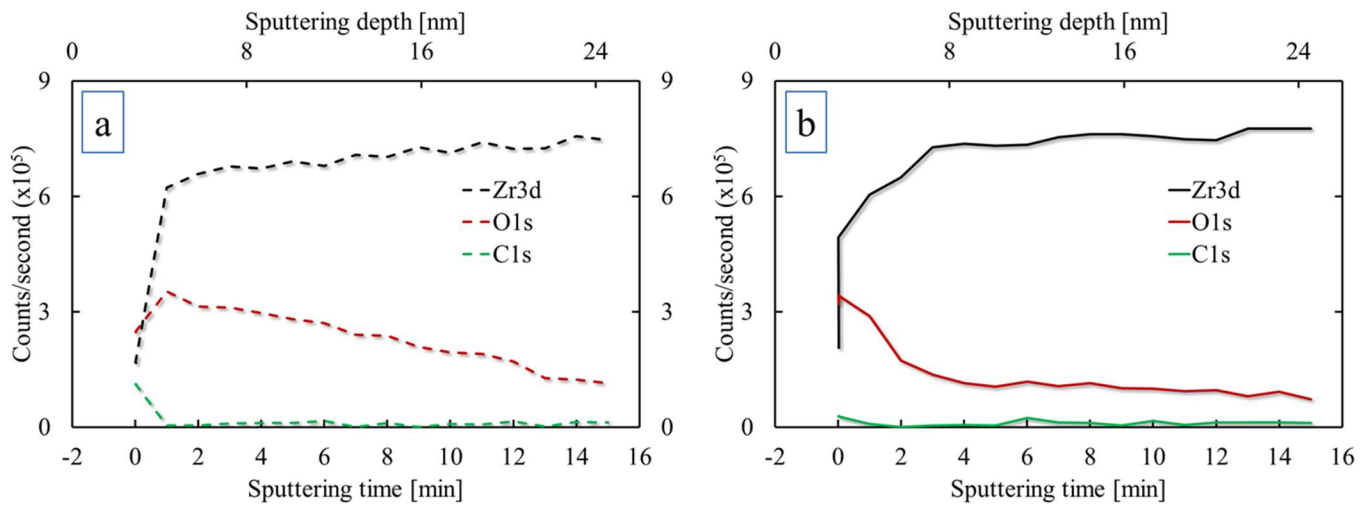 Sputtering depth [nm]
0 8 16 24
9 6 3 0
Counts/second (x10⁵)
a
Zr3d
O1s
C1s
9 6 3 0
-2 0 2 4 6 8 10 12 14 16
Sputtering time [min]
Sputtering depth [nm]
0 8 16 24
9 6 3 0
Counts/second (x10⁵)
b
Zr3d
O1s
C1s
-2 0 2 4 6 8 10 12 14 16
Sputtering time [min]